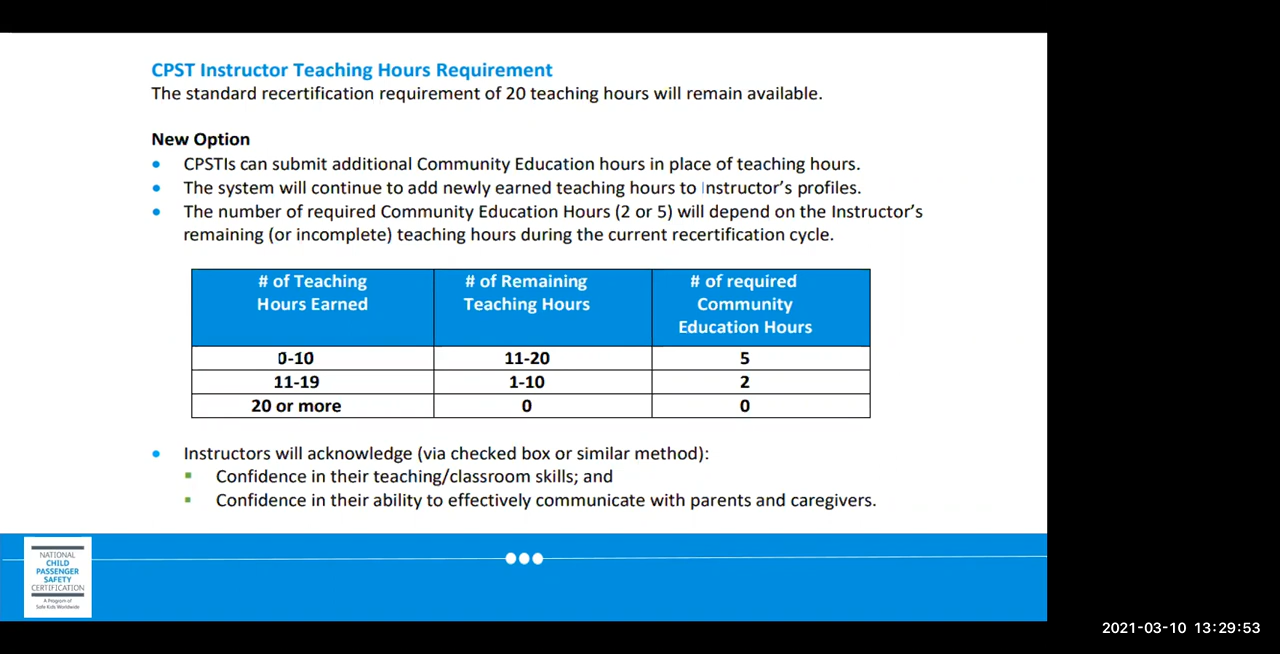 CPST Instructor Teaching Hours Requirement
The standard recertification requirement of 20 teaching hours will remain available.
New Option
• CPSTIs can submit additional Community Education hours in place of teaching hours.
• The system will continue to add newly earned teaching hours to Instructor's profiles.
• The number of required Community Education Hours (2 or 5) will depend on the Instructor's
remaining (or incomplete) teaching hours during the current recertification cycle.
# of Teaching Hours Earned | # of Remaining Teaching Hours | # of required Community Education Hours
0-10 | 11-20 | 5
11-19 | 1-10 | 2
20 or more | 0 | 0
• Instructors will acknowledge (via checked box or similar method):
▪ Confidence in their teaching/classroom skills; and
▪ Confidence in their ability to effectively communicate with parents and caregivers.
NATIONAL
CHILD
PASSENGER
SAFETY
CERTIFICATION
A Program of
Safe Kids Worldwide
2021-03-10 13:29:53